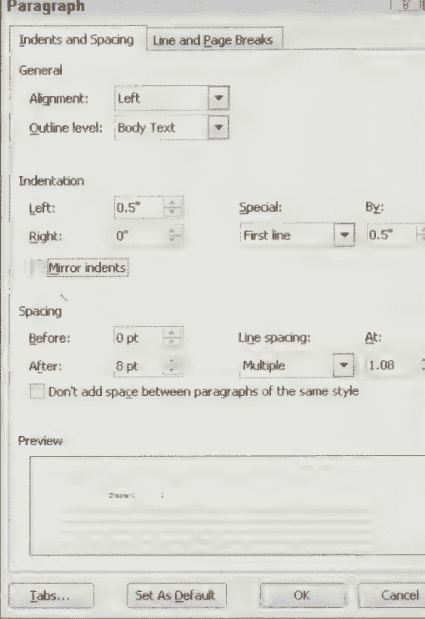 Paragraph
Indents and Spacing Line and Page Breaks
General
Alignment: Left
Outline level: Body Text
Indentation
Left: 0.5" Special: By:
Right: 0" First line 0.5"
Mirror indents
Spacing
Before: 0 pt Line spacing: At:
After: 8 pt Multiple 1.08
Don't add space between paragraphs of the same style
Preview
Tabs... Set As Default OK Cancel